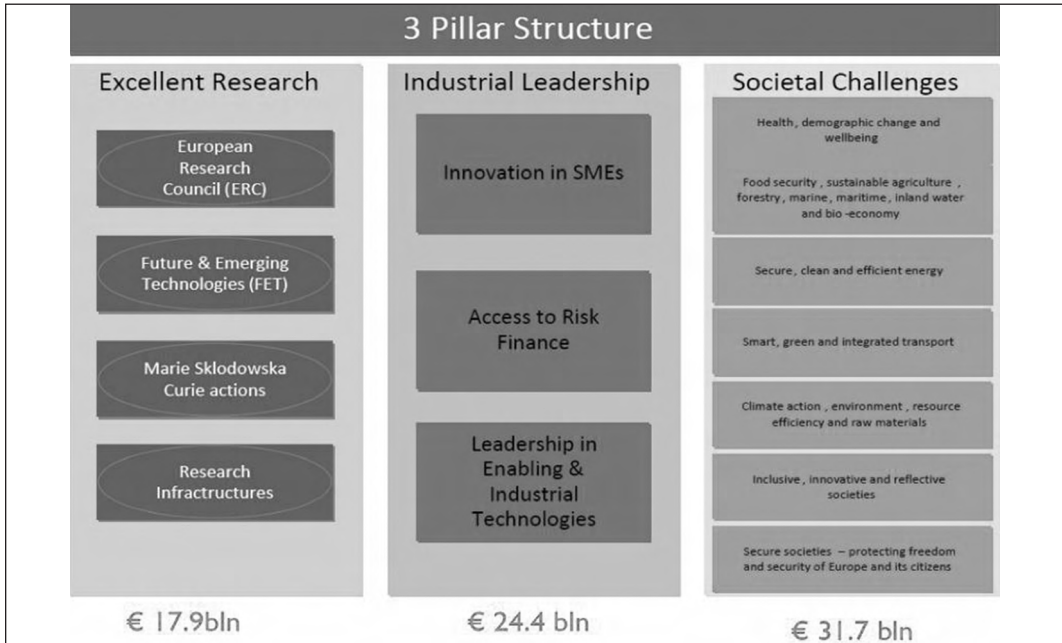 3 Pillar Structure
Excellent Research
European
Research
Council (ERC)
Future & Emerging
Technologies (FET)
Marie Sklodowska
Curie actions
Research
Infractructures
€ 17.9bln
Industrial Leadership
Innovation in SMEs
Access to Risk
Finance
Leadership in
Enabling &
Industrial
Technologies
€ 24.4 bln
Societal Challenges
Health, demographic change and
wellbeing
Food security , sustainable agriculture ,
forestry, marine, maritime, inland water
and bio -economy
Secure, clean and efficient energy
Smart, green and integrated transport
Climate action , environment , resource
efficiency and raw materials
Inclusive , innovative and reflective
societies
Secure societies – protecting freedom
and security of Europe and its citizens
€ 31.7 bln